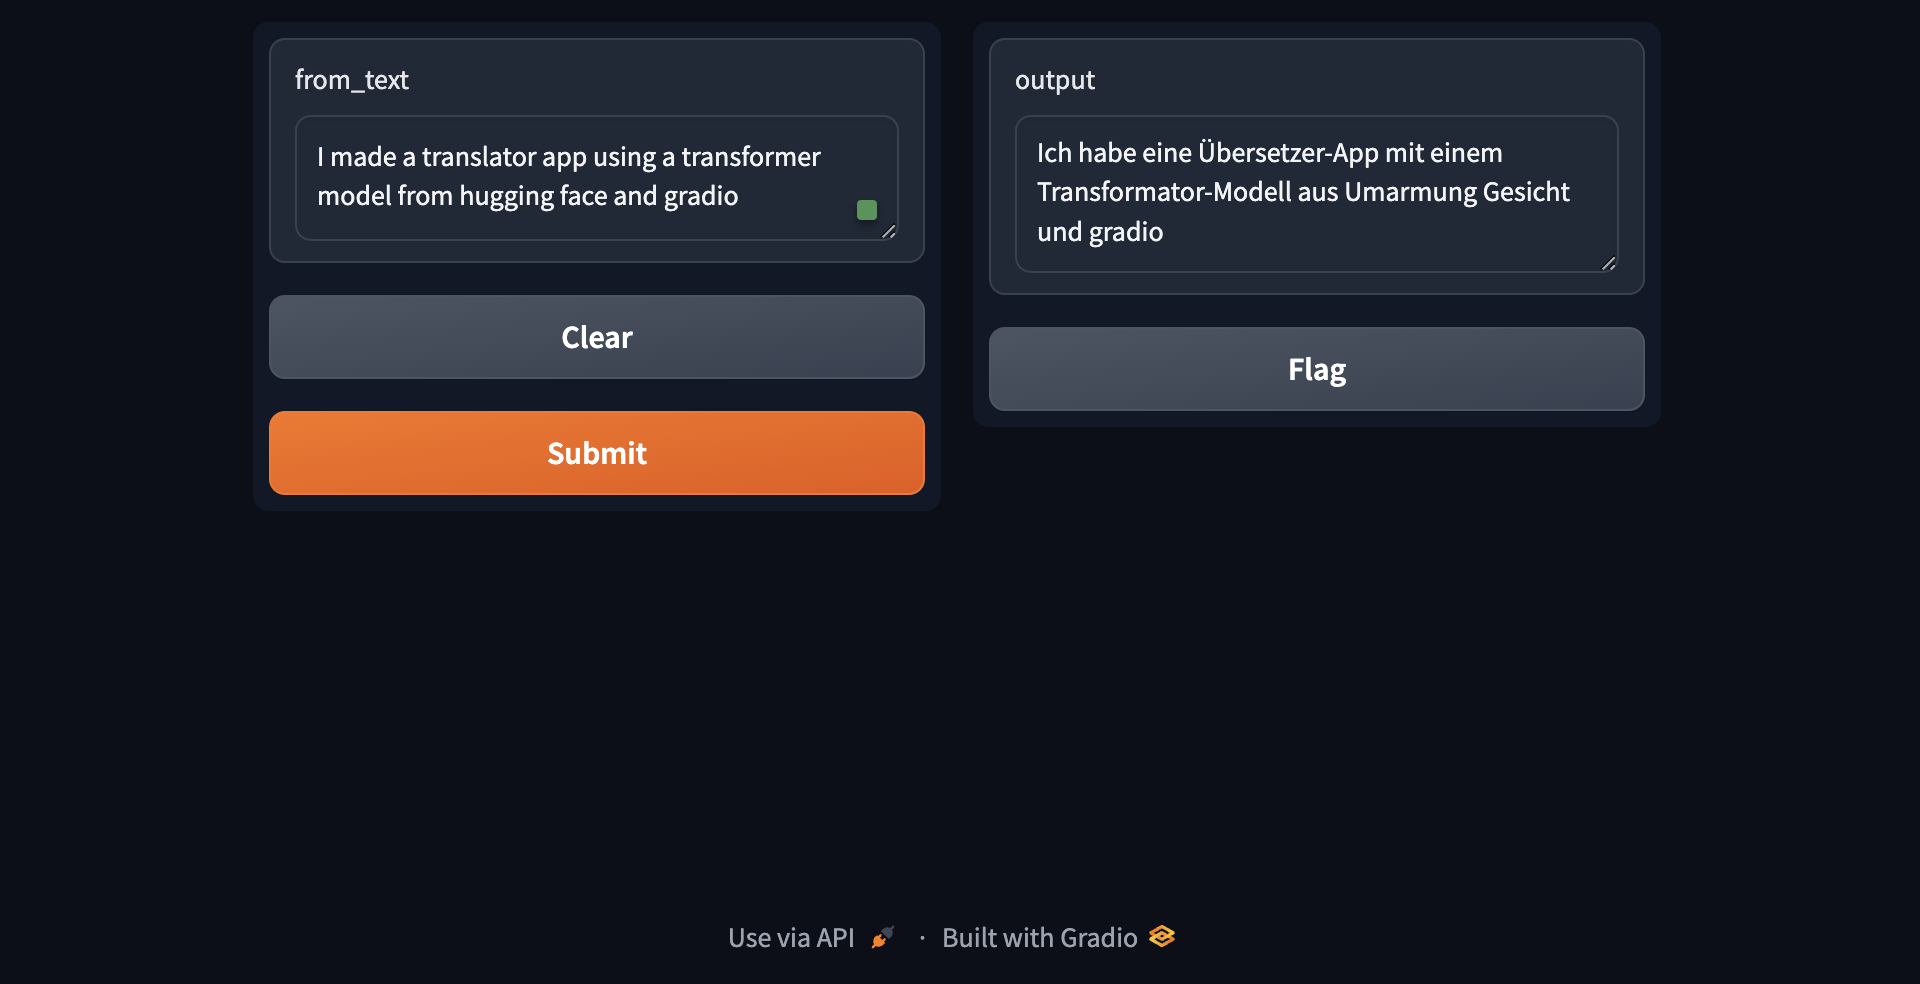 from_text
I made a translator app using a transformer
model from hugging face and gradio
Clear
Submit
output
Ich habe eine Übersetzer-App mit einem
Transformator-Modell aus Umarmung Gesicht
und gradio
Flag
Use via API · Built with Gradio